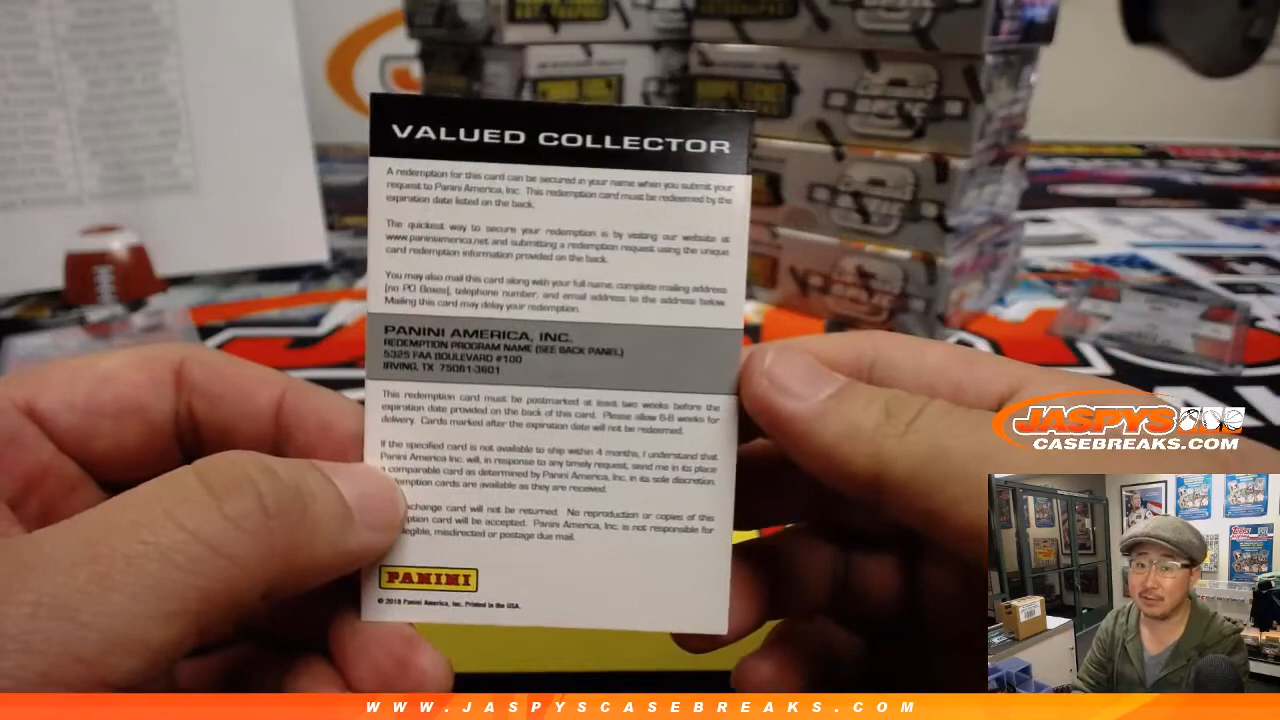 VALUED COLLECTOR
A redemption for this card can be secured in your name when you submit your
request to Panini America, Inc. This redemption card must be redeemed by the
expiration date listed on the back.
The quickest way to secure your redemption is by visiting our website at
www.paniniamerica.net and submitting a redemption request using the unique
card redemption information provided on the back.
You may also mail this card along with your full name, complete mailing address
(no PO Boxes), telephone number, and email address to the address below.
Mailing this card may delay your redemption.
PANINI AMERICA, INC.
REDEMPTION PROGRAM NAME (SEE BACK PANEL)
5325 FAA BOULEVARD #100
IRVING, TX 75061-3601
This redemption card must be postmarked at least two weeks before the
expiration date provided on the back of this card. Please allow 6-8 weeks for
delivery. Cards marked after the expiration date will not be redeemed.
If the specified card is not available to ship within 4 months, I understand that
Panini America Inc. will, in response to any timely request, send me in its place
a comparable card as determined by Panini America, Inc. in its sole discretion.
emption cards are available as they are received.
xchange card will not be returned. No reproduction or copies of this
ption card will be accepted. Panini America, Inc. is not responsible for
legible, misdirected or postage due mail.
PANINI
© 2018 Panini America, Inc. Printed in the USA.
JASPYS
CASEBREAKS.COM
WWW.JASPYSCASEBREAKS.COM